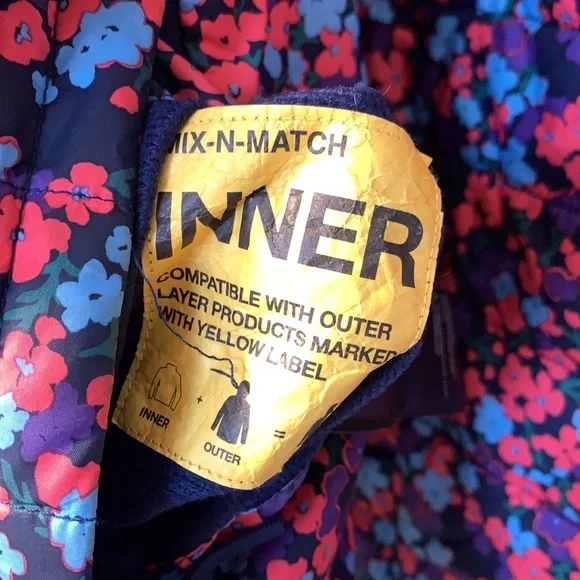 MIX-N-MATCH
INNER
COMPATIBLE WITH OUTER
LAYER PRODUCTS MARKED
WITH YELLOW LABEL
INNER
+
OUTER
=